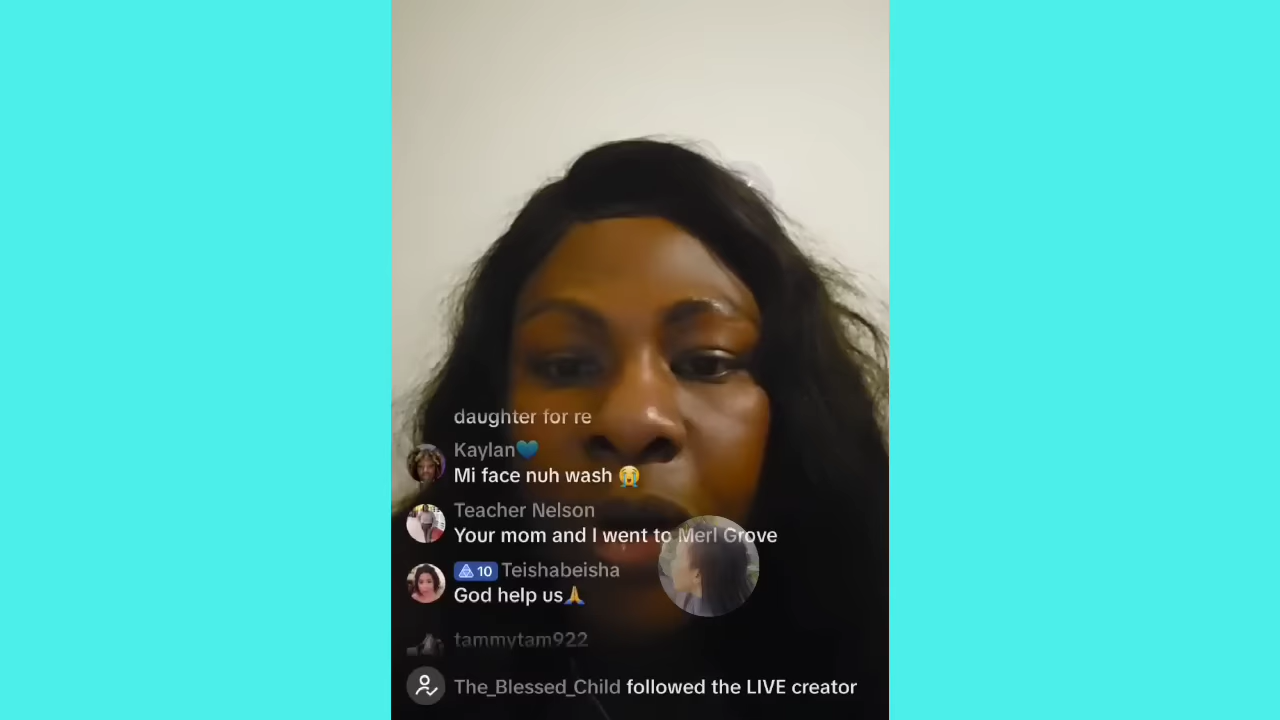 daughter for re
Kaylan💙
Mi face nuh wash 😭
Teacher Nelson
Your mom and I went to Merl Grove
10 Teishabeisha
God help us🙏
tammytam922
The_Blessed_Child followed the LIVE creator